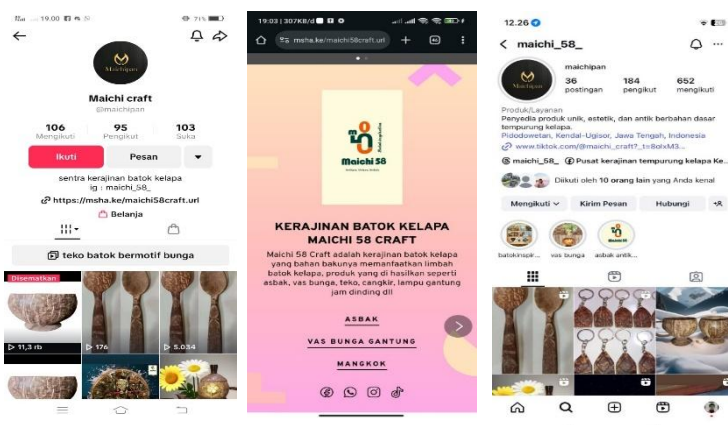 19.00
71%
Maichipan
Maichi craft
@maichipan
106 95 103
Mengikuti Pengikut Suka
Ikuti Pesan
sentra kerajinan batok kelapa
ig : maichi_58_
https://msha.ke/maichi58craft.url
Belanja
teko batok bermotif bunga
Disematkan
11,3 rb
176
5.034
19:03 | 307KB/d
msha.ke/maichi58craft.url
Maichi 58
KERAJINAN BATOK KELAPA
MAICHI 58 CRAFT
Maichi 58 Craft adalah kerajinan batok kelapa
yang bahan bakunya memanfaatkan limbah
batok kelapa, produk yang di hasilkan seperti
asbak, vas bunga, teko, cangkir, lampu gantung
jam dinding dll
ASBAK
VAS BUNGA GANTUNG
MANGKOK
12.26
maichi_58_
Maichipan
maichipan
36 184 652
postingan pengikut mengikuti
Produk/Layanan
Penyedia produk unik, estetik, dan antik berbahan dasar
tempurung kelapa.
Pidodowetan, Kendal-Ugisor, Jawa Tengah, Indonesia
www.tiktok.com/@maichi_craft?_t=8olxM3...
maichi_58_ Pusat kerajinan tempurung kelapa Ke...
Diikuti oleh 10 orang lain yang Anda kenal
Mengikuti Kirim Pesan Hubungi
batokinspir... vas bunga asbak antik...